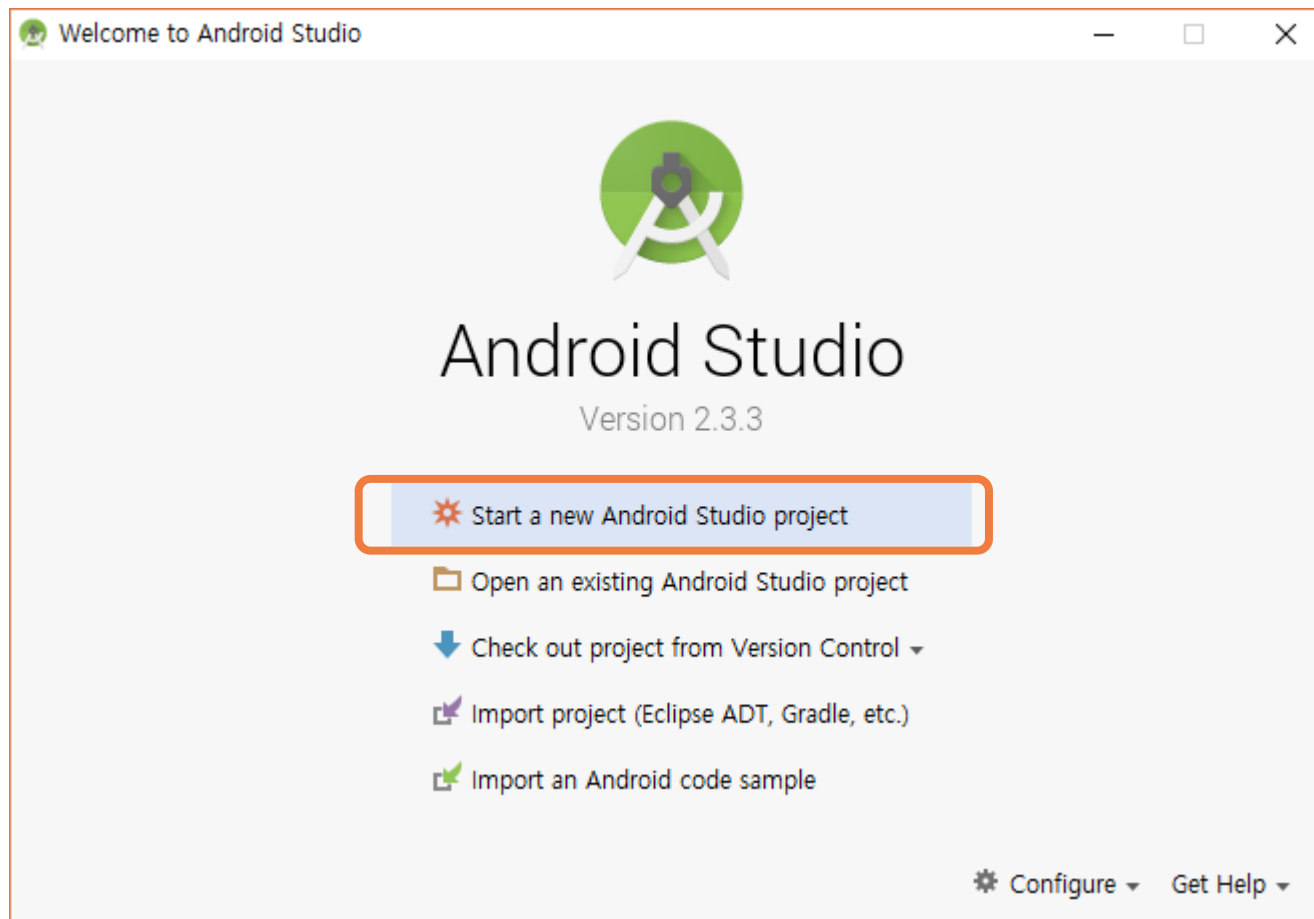 Welcome to Android Studio
Android Studio
Version 2.3.3
Start a new Android Studio project
Open an existing Android Studio project
Check out project from Version Control
Import project (Eclipse ADT, Gradle, etc.)
Import an Android code sample
Configure Get Help